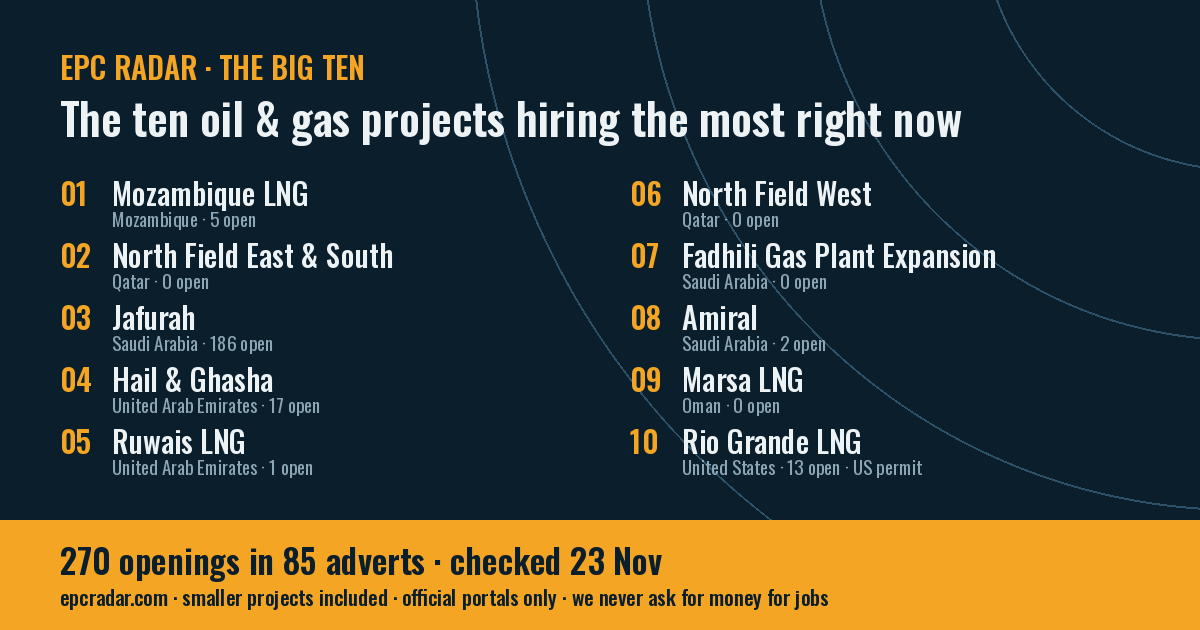 EPC RADAR · THE BIG TEN
The ten oil & gas projects hiring the most right now
01 Mozambique LNG
Mozambique · 5 open
02 North Field East & South
Qatar · 0 open
03 Jafurah
Saudi Arabia · 186 open
04 Hail & Ghasha
United Arab Emirates · 17 open
05 Ruwais LNG
United Arab Emirates · 1 open
06 North Field West
Qatar · 0 open
07 Fadhili Gas Plant Expansion
Saudi Arabia · 0 open
08 Amiral
Saudi Arabia · 2 open
09 Marsa LNG
Oman · 0 open
10 Rio Grande LNG
United States · 13 open · US permit
270 openings in 85 adverts · checked 23 Nov
epcradar.com · smaller projects included · official portals only · we never ask for money for jobs